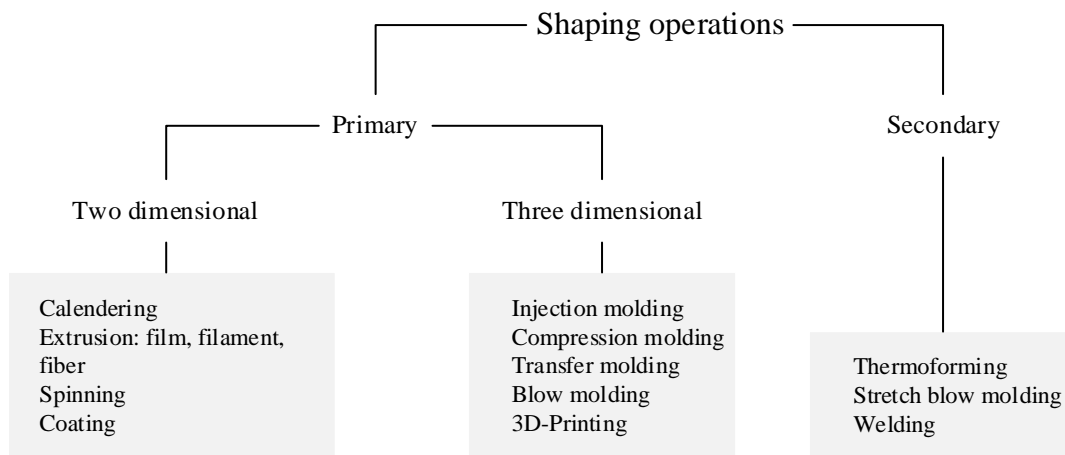 Shaping operations
Primary
Secondary
Two dimensional
Three dimensional
Calendering
Extrusion: film, filament,
fiber
Spinning
Coating
Injection molding
Compression molding
Transfer molding
Blow molding
3D-Printing
Thermoforming
Stretch blow molding
Welding